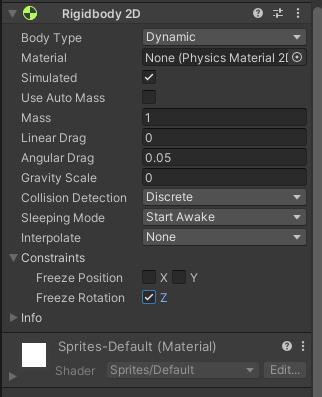 Rigidbody 2D
Body Type Dynamic
Material None (Physics Material 2D
Simulated
Use Auto Mass
Mass 1
Linear Drag 0
Angular Drag 0.05
Gravity Scale 0
Collision Detection Discrete
Sleeping Mode Start Awake
Interpolate None
Constraints
Freeze Position X Y
Freeze Rotation Z
Info
Sprites-Default (Material)
Shader Sprites/Default Edit...